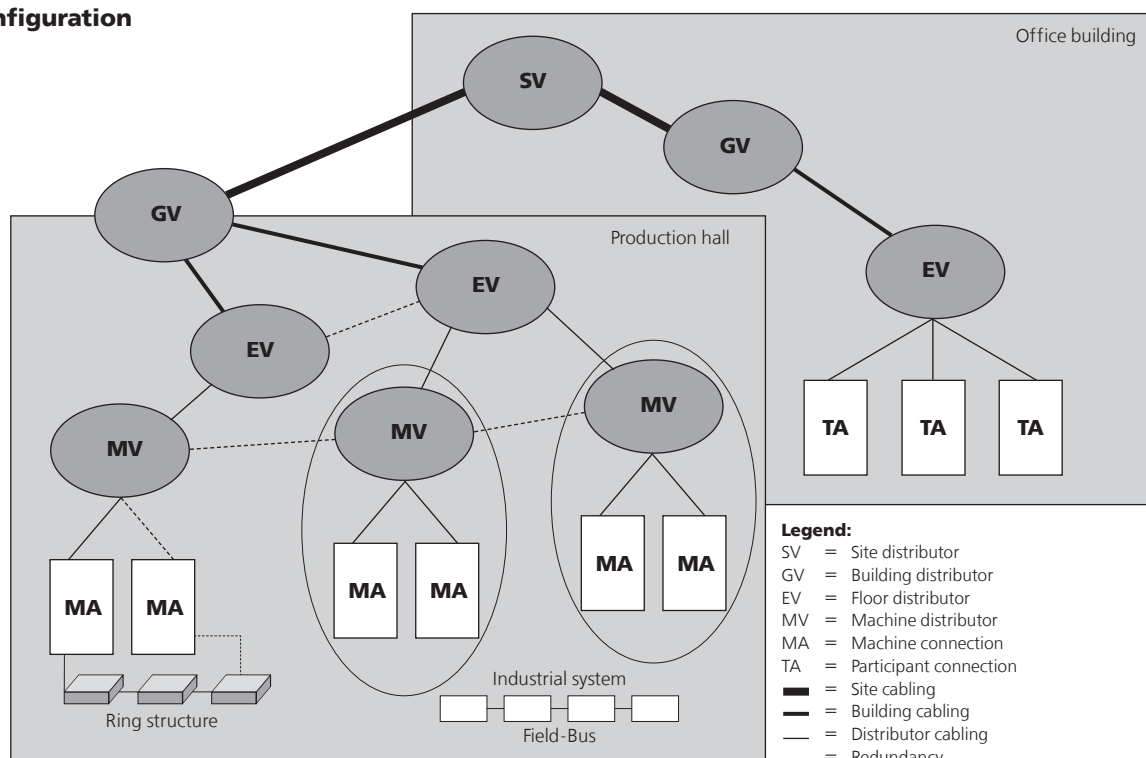 nfiguration
Office building
SV
GV
GV
Production hall
EV
EV
EV
MV
MV
MV
TA
TA
TA
MA
MA
MA
MA
MA
MA
Ring structure
Industrial system
Field-Bus
Legend:
SV = Site distributor
GV = Building distributor
EV = Floor distributor
MV = Machine distributor
MA = Machine connection
TA = Participant connection
= Site cabling
= Building cabling
= Distributor cabling
= Redundancy